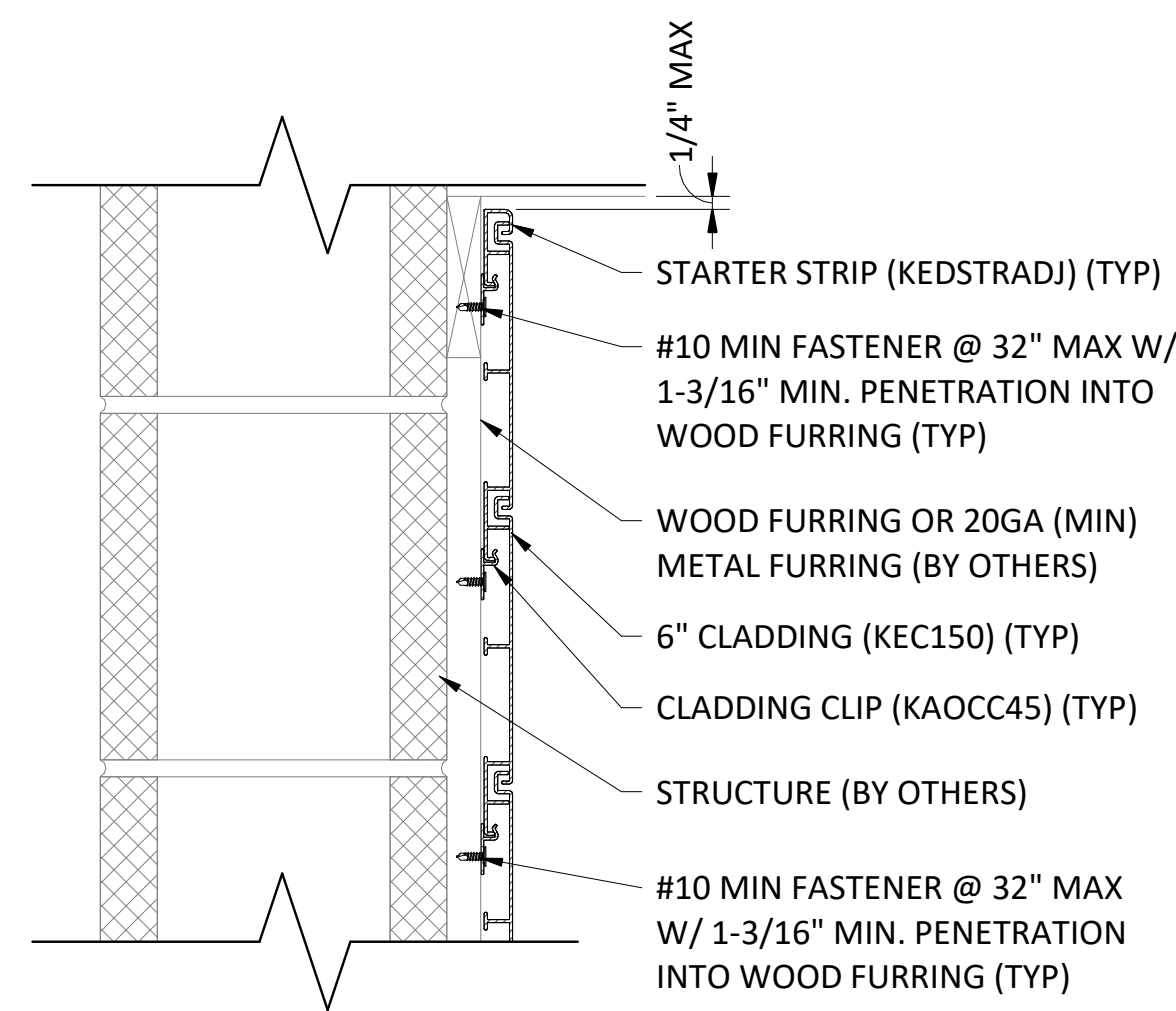 1/4" MAX
STARTER STRIP (KEDSTRADJ) (TYP)
#10 MIN FASTENER @ 32" MAX W/
1-3/16" MIN. PENETRATION INTO
WOOD FURRING (TYP)
WOOD FURRING OR 20GA (MIN)
METAL FURRING (BY OTHERS)
6" CLADDING (KEC150) (TYP)
CLADDING CLIP (KAOCC45) (TYP)
STRUCTURE (BY OTHERS)
#10 MIN FASTENER @ 32" MAX
W/ 1-3/16" MIN. PENETRATION
INTO WOOD FURRING (TYP)